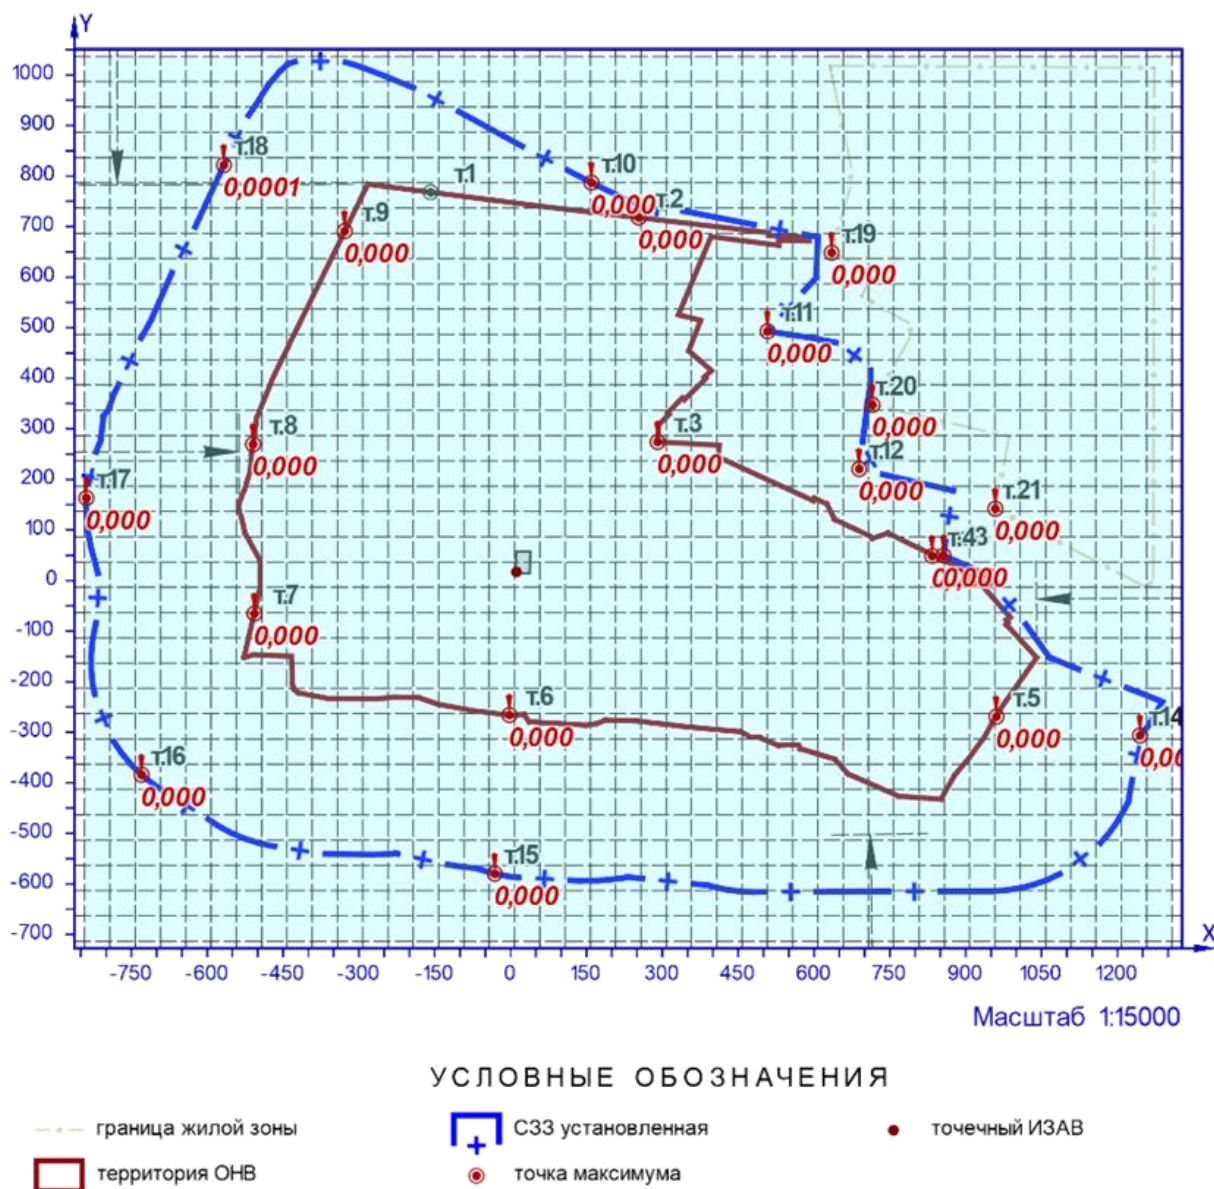 Y
1000
900
800
700
600
500
400
300
200
100
0
-100
-200
-300
-400
-500
-600
-700
т.18
0,0001
т.10
0,000
т.1
т.2
0,000
т.9
0,000
т.19
0,000
т.11
0,000
т.20
0,000
т.8
0,000
т.3
0,000
т.12
0,000
т.17
0,000
т.21
0,000
т.43
0,000
т.7
0,000
т.6
0,000
т.5
0,000
т.14
0,00
т.16
0,000
т.15
0,000
X
-750 -600 -450 -300 -150 0 150 300 450 600 750 900 1050 1200
Масштаб 1:15000
УСЛОВНЫЕ ОБОЗНАЧЕНИЯ
граница жилой зоны
СЗЗ установленная
точечный ИЗАВ
территория ОНВ
точка максимума